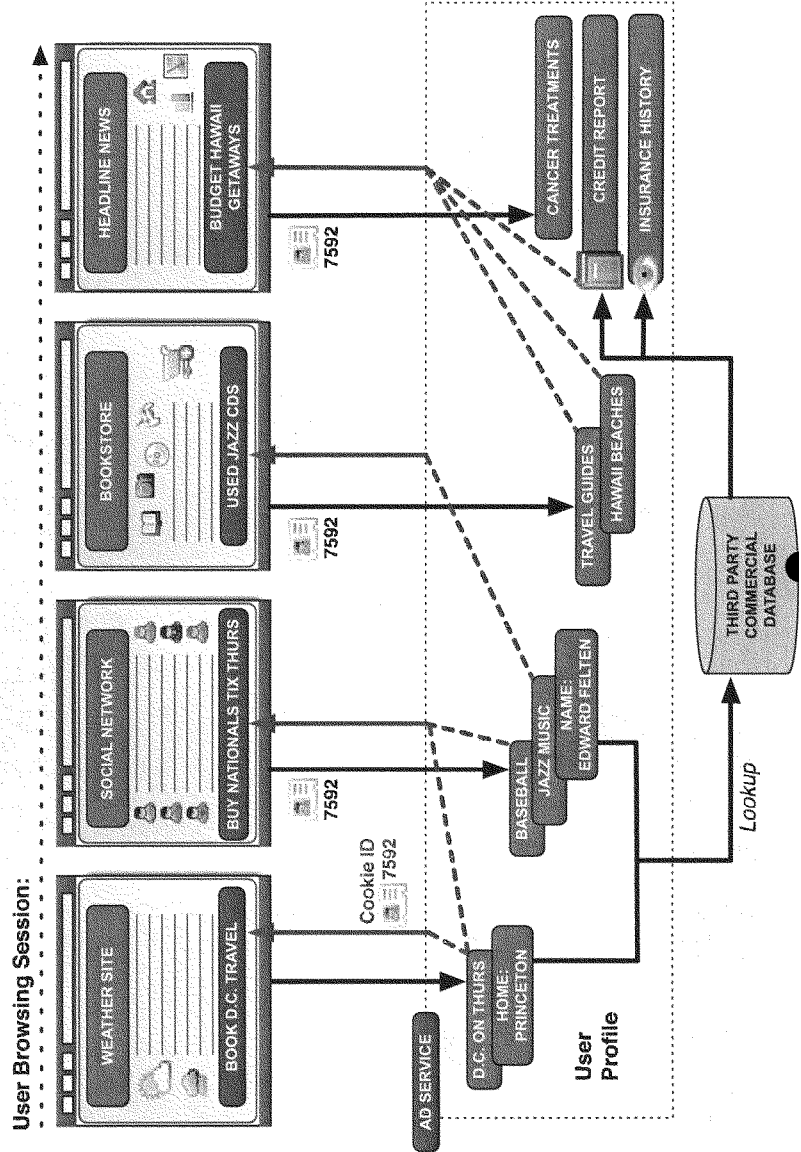 User Browsing Session:
WEATHER SITE
BOOK D.C. TRAVEL
SOCIAL NETWORK
BUY NATIONALS TIX THURS
BOOKSTORE
USED JAZZ CDS
HEADLINE NEWS
BUDGET HAWAII
GETAWAYS
Cookie ID
7592
7592
7592
7592
AD SERVICE
D.C. ON THURS
HOME:
PRINCETON
BASEBALL
JAZZ MUSIC
NAME:
EDWARD FELTEN
TRAVEL GUIDES
HAWAII BEACHES
CANCER TREATMENTS
CREDIT REPORT
INSURANCE HISTORY
User
Profile
Lookup
THIRD PARTY
COMMERCIAL
DATABASE